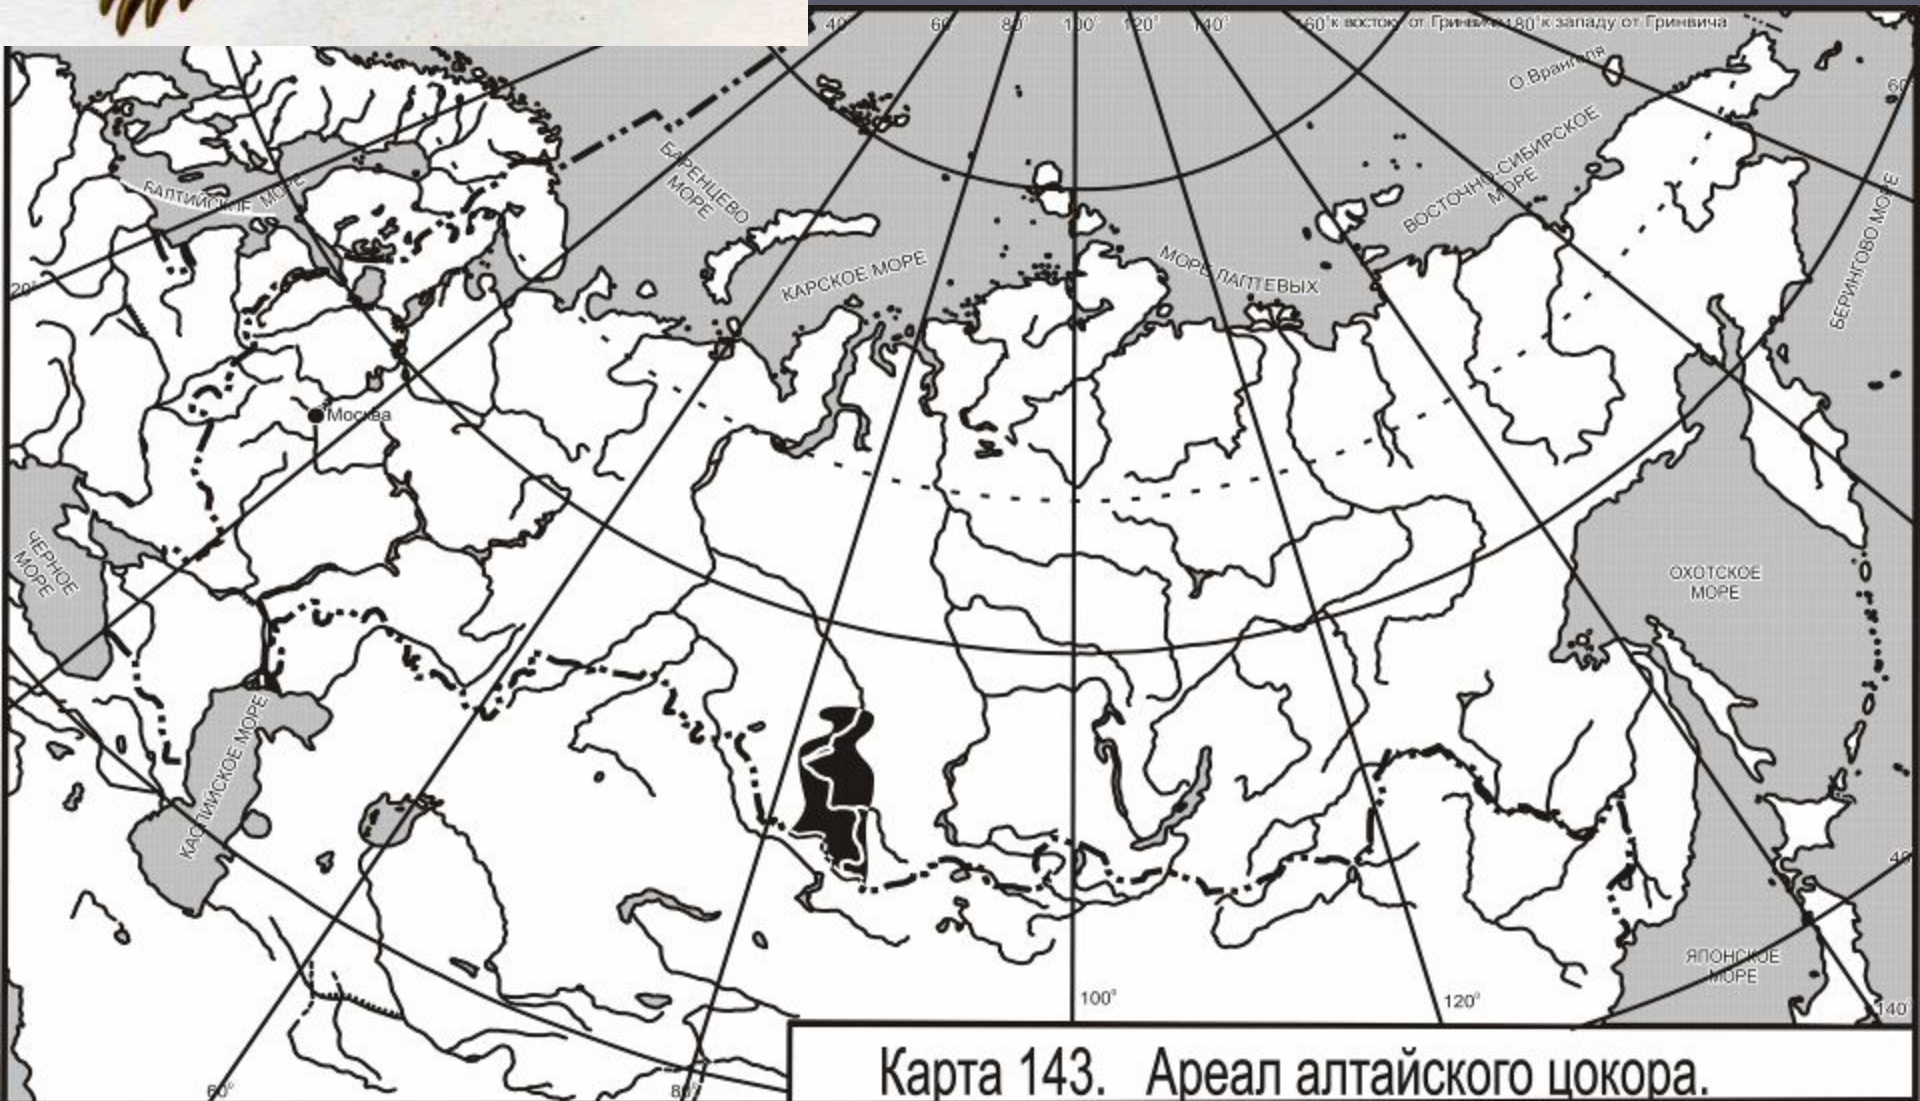 40°
60°
80°
100°
120°
140°
160° к востоку от Гринвича
180° к западу от Гринвича
О.Врангеля
60°
БАРЕНЦЕВО
МОРЕ
ВОСТОЧНО-СИБИРСКОЕ
МОРЕ
БАЛТИЙСКОЕ МОРЕ
БЕРИНГОВО МОРЕ
КАРСКОЕ МОРЕ
МОРЕ ЛАПТЕВЫХ
20°
Москва
ЧЕРНОЕ
МОРЕ
ОХОТСКОЕ
МОРЕ
КАСПИЙСКОЕ МОРЕ
40°
ЯПОНСКОЕ
МОРЕ
100°
120°
140°
60°
80°
Карта 143. Ареал алтайского цокора.